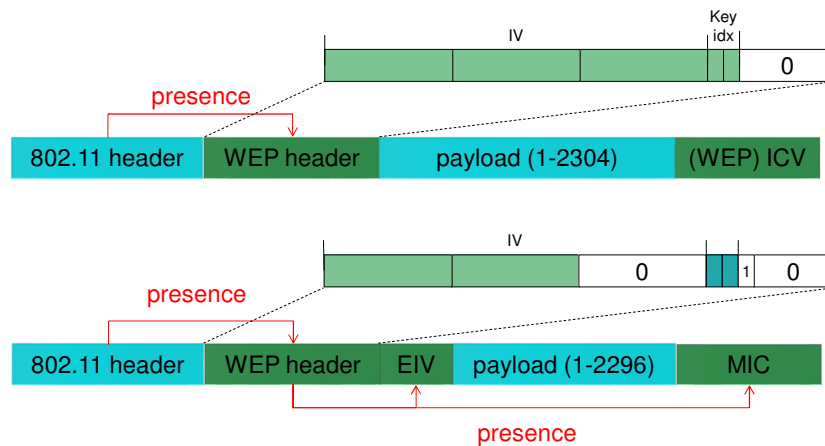 Key
IV
idx
0
presence
802.11 header WEP header payload (1-2304) (WEP) ICV
IV
0 1 0
presence
802.11 header WEP header EIV payload (1-2296) MIC
presence